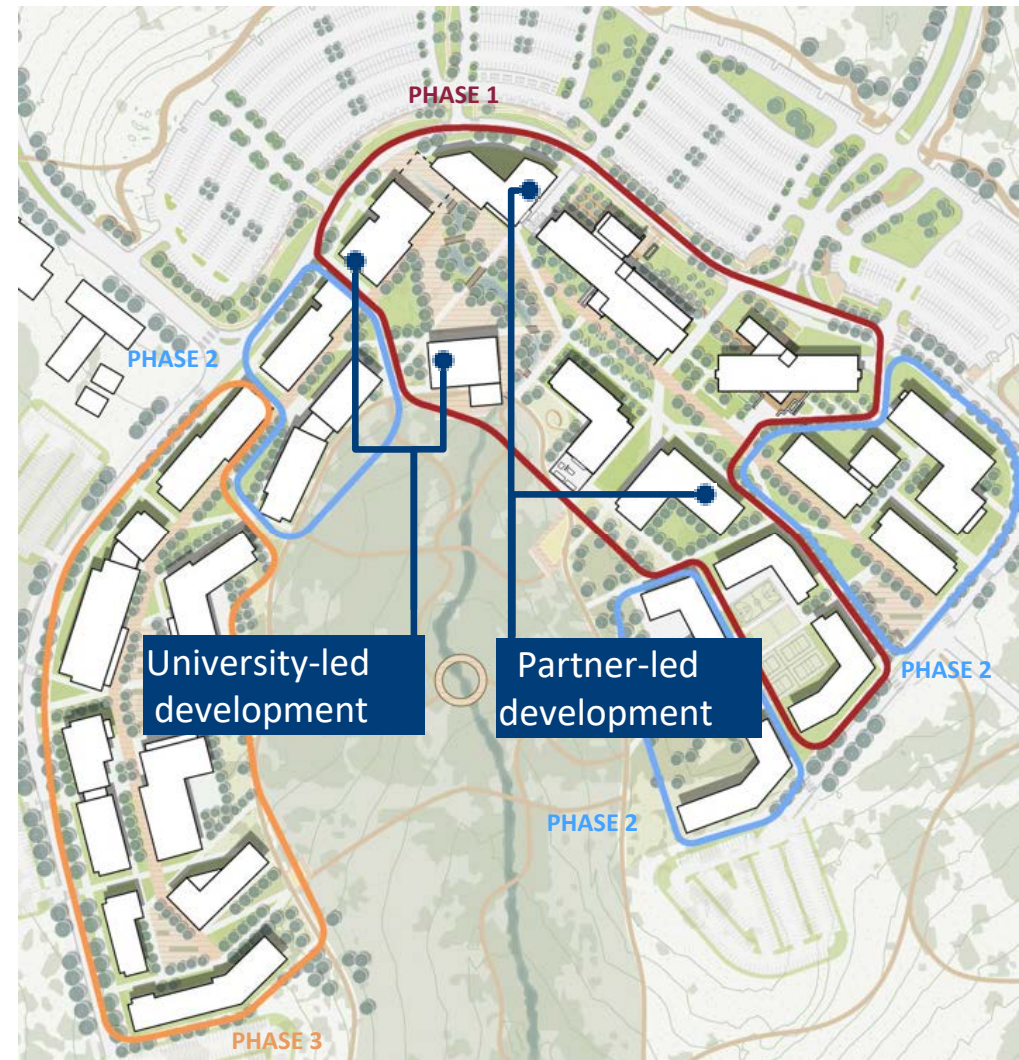 PHASE 1
PHASE 2
University-led
development
Partner-led
development
PHASE 2
PHASE 2
PHASE 3